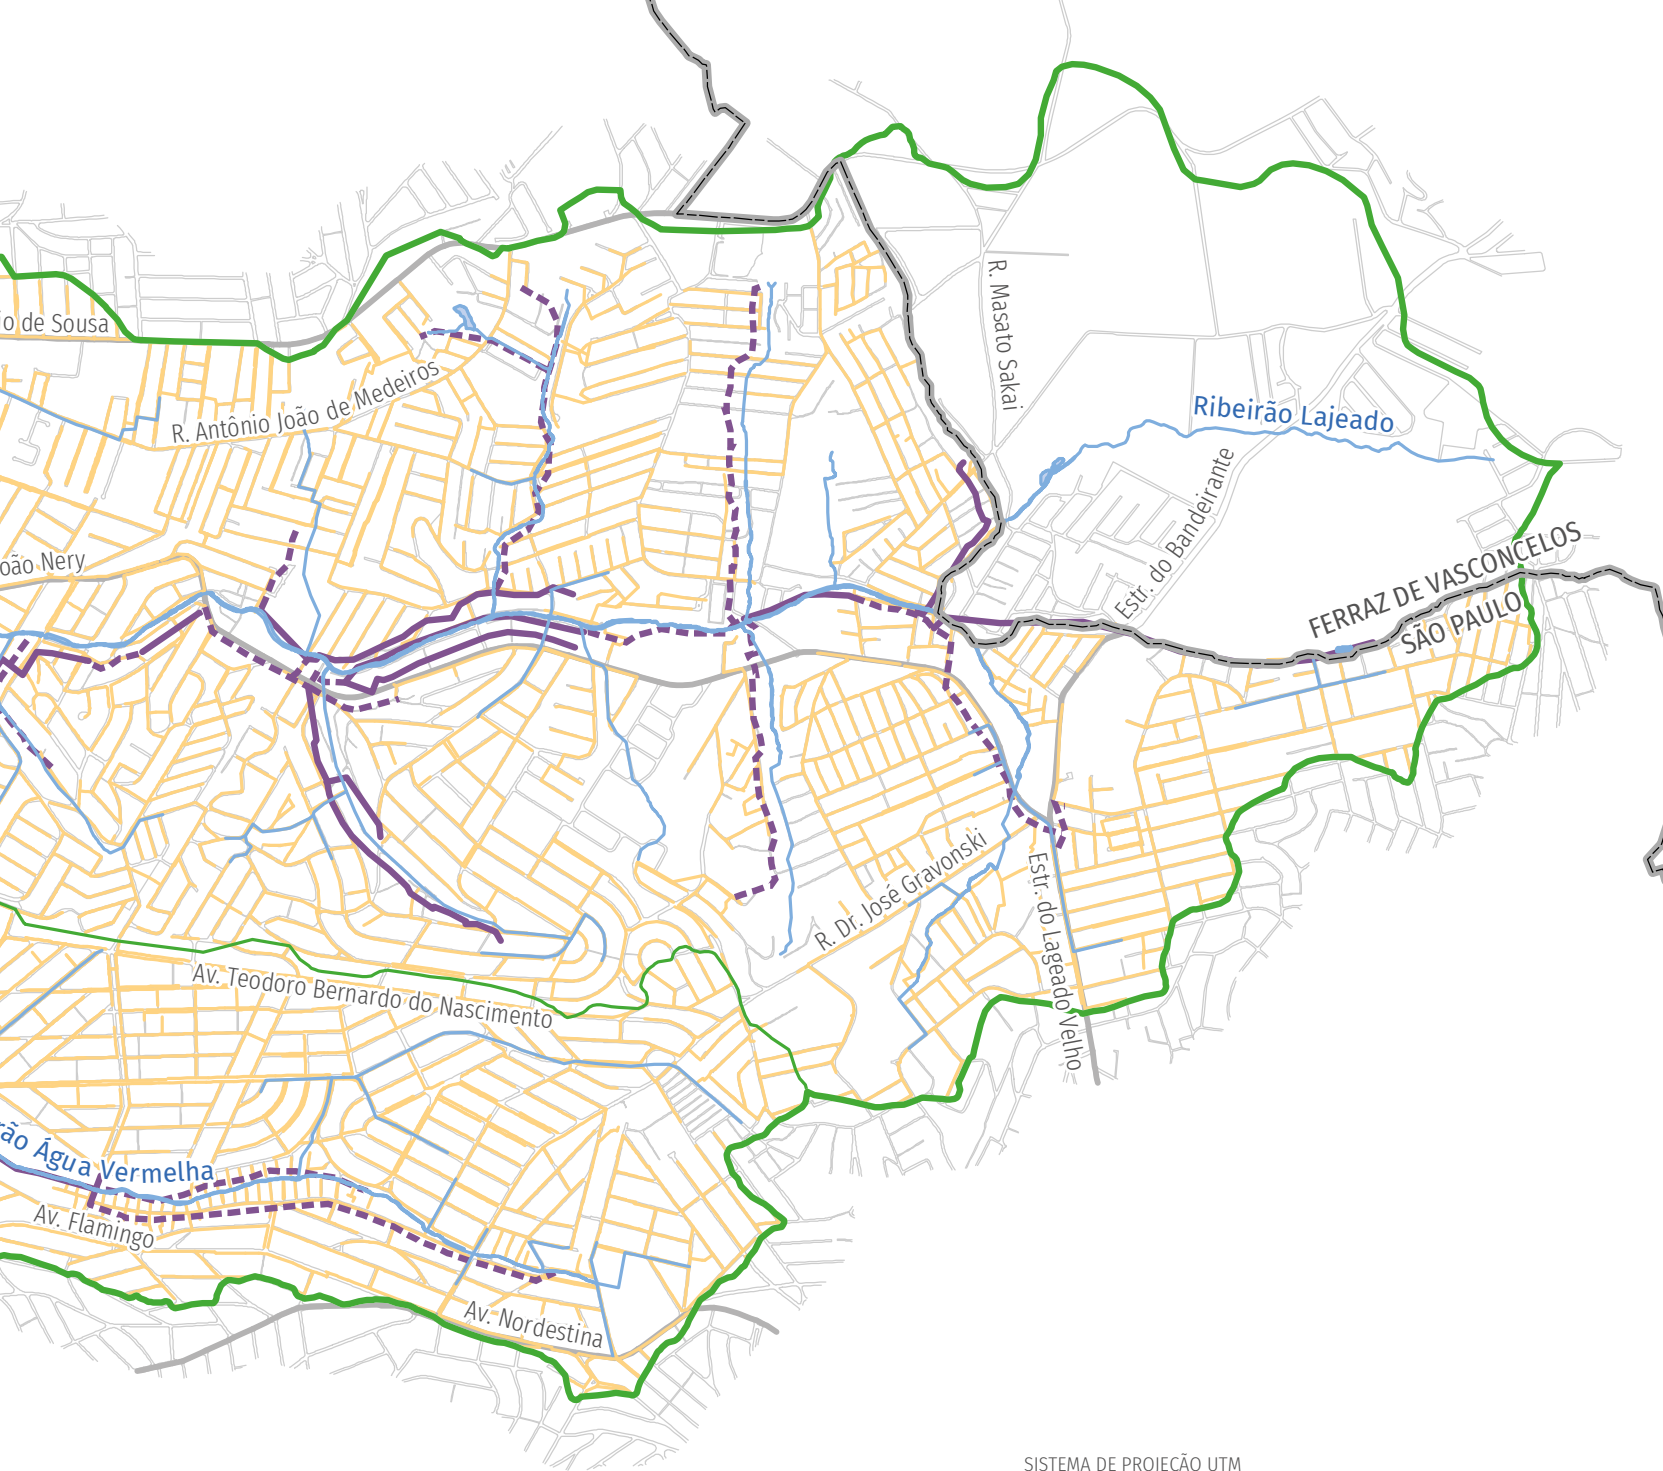 io de Sousa
R. Antônio João de Medeiros
R. Masato Sakai
Ribeirão Lajeado
Estr. do Bandeirante
oão Nery
FERRAZ DE VASCONCELOS
SÃO PAULO
R. Dr. José Gravonski
Estr. do Lageado Velho
Av. Teodoro Bernardo do Nascimento
rão Água Vermelha
Av. Flamingo
Av. Nordestina
SISTEMA DE PROJEÇÃO UTM